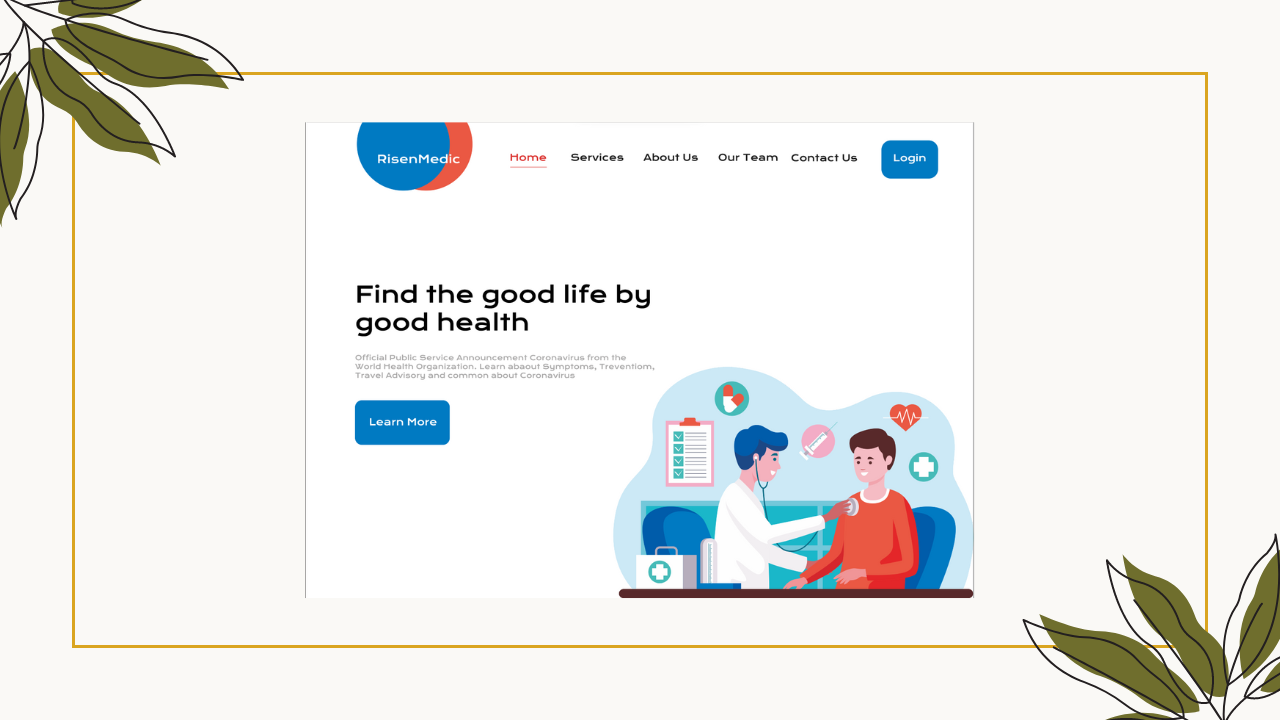 RisenMedic
Home Services About Us Our Team Contact Us Login
Find the good life by
good health
Official Public Service Announcement Coronavirus from the
World Health Organization. Learn abaout Symptoms, Treventiom,
Travel Advisory and common about Coronavirus
Learn More